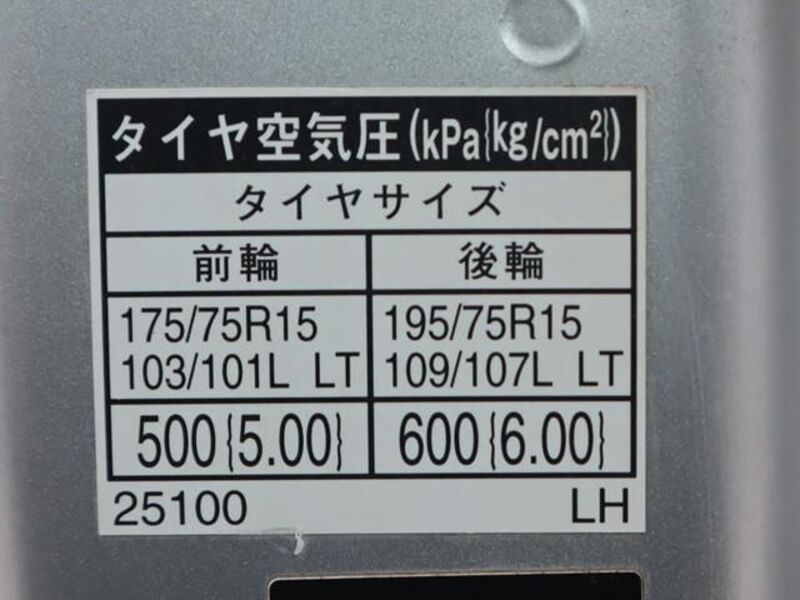 タイヤ空気圧(kPa{kg/cm²})
タイヤサイズ
前輪 後輪
175/75R15 195/75R15
103/101L LT 109/107L LT
500{5.00} 600{6.00}
25100 LH